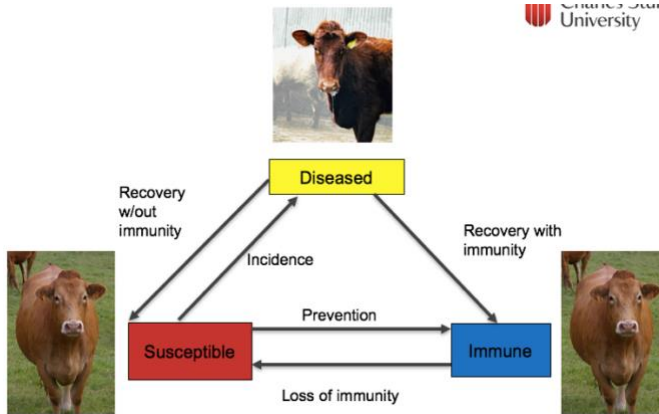 University
Diseased
Recovery
w/out
immunity
Recovery with
immunity
Incidence
Prevention
Susceptible
Immune
Loss of immunity